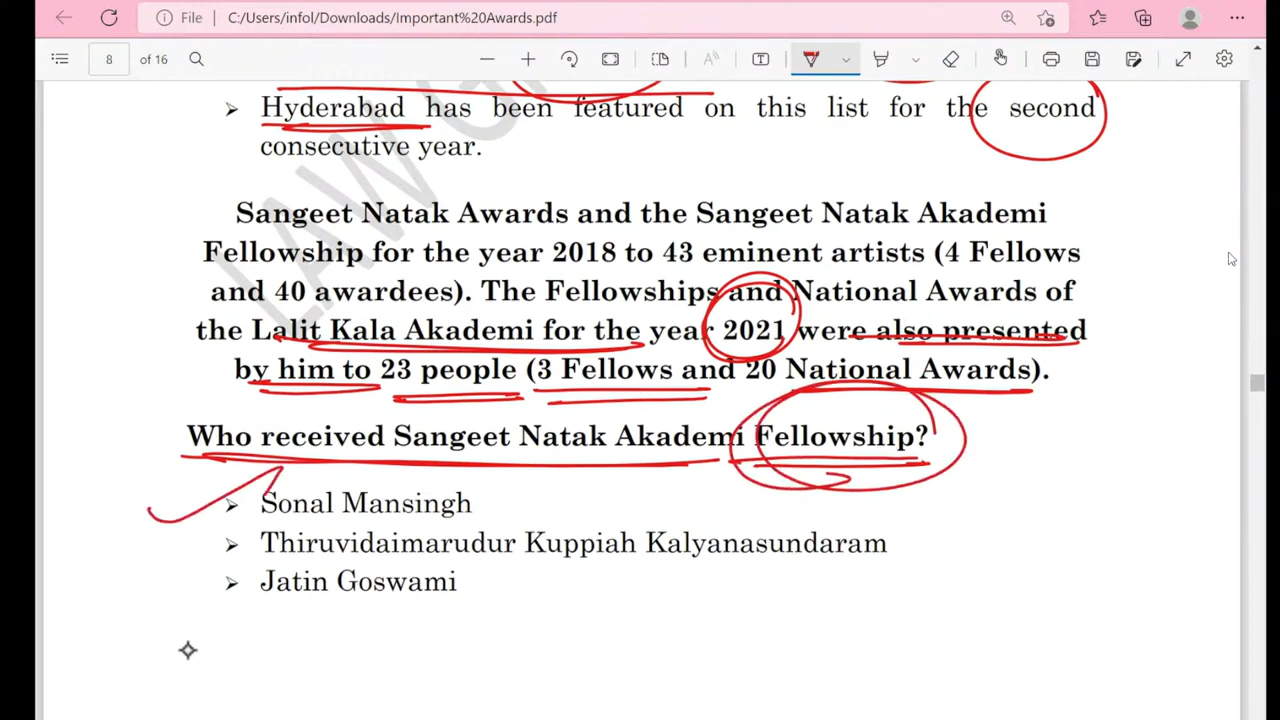 File C:/Users/infol/Downloads/Important%20Awards.pdf
8 of 16
Hyderabad has been featured on this list for the second
consecutive year.
Sangeet Natak Awards and the Sangeet Natak Akademi
Fellowship for the year 2018 to 43 eminent artists (4 Fellows
and 40 awardees). The Fellowships and National Awards of
the Lalit Kala Akademi for the year 2021 were also presented
by him to 23 people (3 Fellows and 20 National Awards).
Who received Sangeet Natak Akademi Fellowship?
Sonal Mansingh
Thiruvidaimarudur Kuppiah Kalyanasundaram
Jatin Goswami